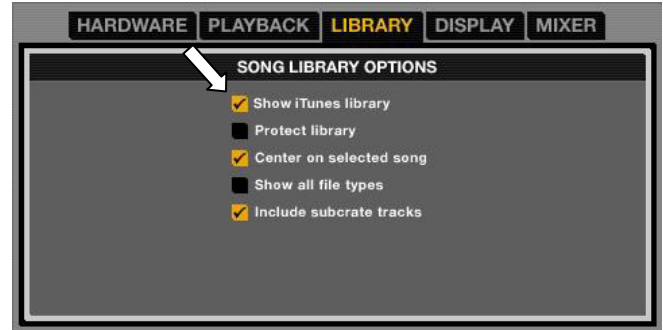 HARDWARE PLAYBACK LIBRARY DISPLAY MIXER
SONG LIBRARY OPTIONS
Show iTunes library
Protect library
Center on selected song
Show all file types
Include subcrate tracks